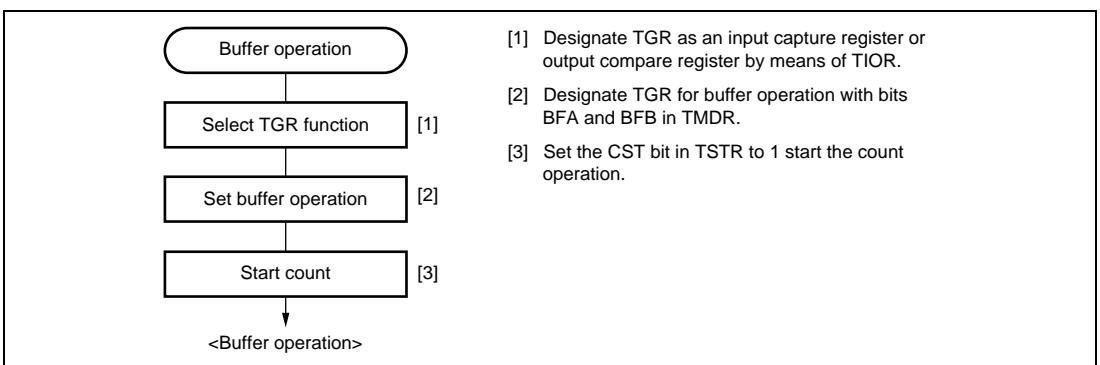 Buffer operation
Select TGR function
[1]
Set buffer operation
[2]
Start count
[3]
<Buffer operation>
[1] Designate TGR as an input capture register or
output compare register by means of TIOR.
[2] Designate TGR for buffer operation with bits
BFA and BFB in TMDR.
[3] Set the CST bit in TSTR to 1 start the count
operation.